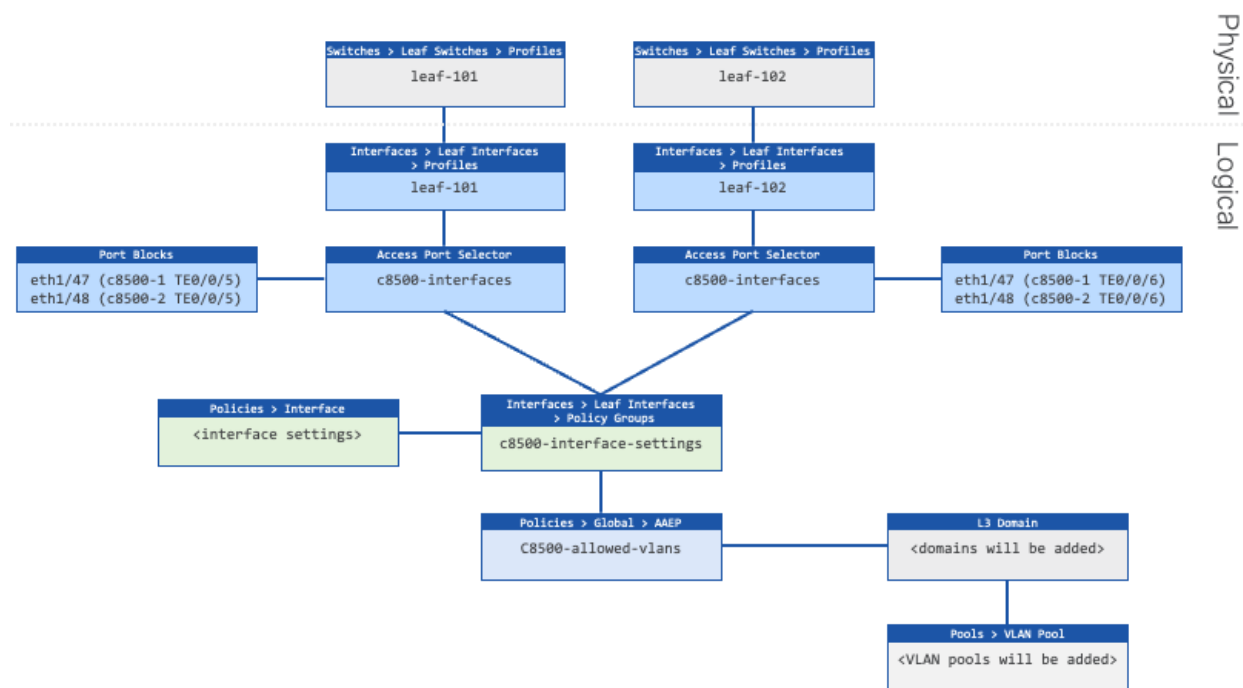 Physical
Switches > Leaf Switches > Profiles
leaf-101
Switches > Leaf Switches > Profiles
leaf-102
Logical
Interfaces > Leaf Interfaces
> Profiles
leaf-101
Interfaces > Leaf Interfaces
> Profiles
leaf-102
Port Blocks
eth1/47 (c8500-1 TE0/0/5)
eth1/48 (c8500-2 TE0/0/5)
Access Port Selector
c8500-interfaces
Access Port Selector
c8500-interfaces
Port Blocks
eth1/47 (c8500-1 TE0/0/6)
eth1/48 (c8500-2 TE0/0/6)
Policies > Interface
<interface settings>
Interfaces > Leaf Interfaces
> Policy Groups
c8500-interface-settings
Policies > Global > AAEP
C8500-allowed-vlans
L3 Domain
<domains will be added>
Pools > VLAN Pool
<VLAN pools will be added>